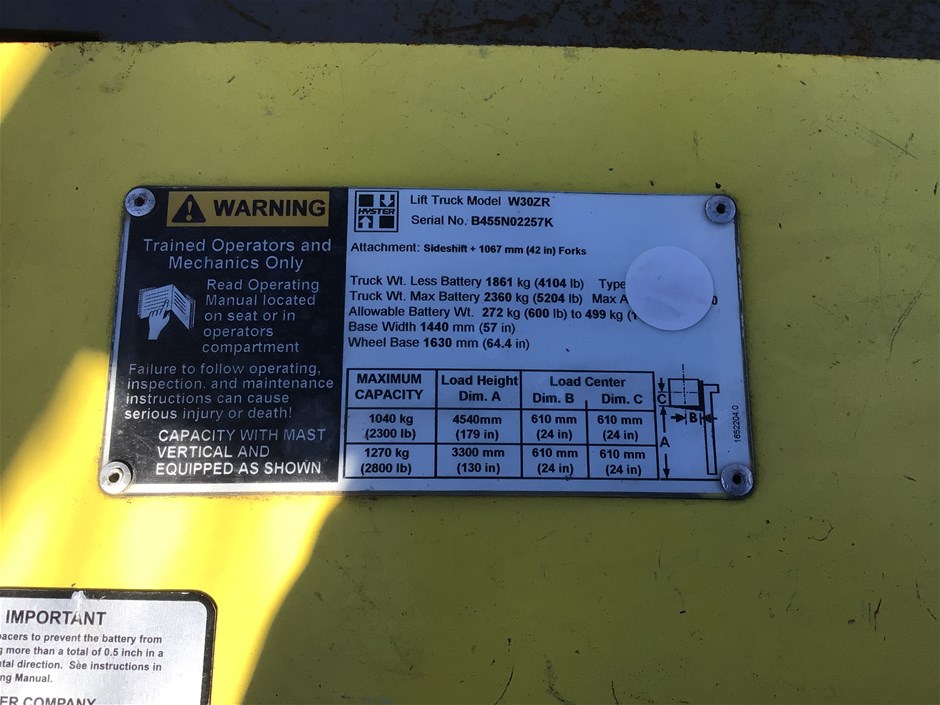 WARNING
Trained Operators and
Mechanics Only
Read Operating
Manual located
on seat or in
operators
compartment
Failure to follow operating,
inspection, and maintenance
instructions can cause
serious injury or death!
CAPACITY WITH MAST
VERTICAL AND
EQUIPPED AS SHOWN
HYSTER
Lift Truck Model W30ZR
Serial No. B455N02257K
Attachment: Sideshift + 1067 mm (42 in) Forks
Truck Wt. Less Battery 1861 kg (4104 lb) Type
Truck Wt. Max Battery 2360 kg (5204 lb) Max
Allowable Battery Wt. 272 kg (600 lb) to 499 kg
Base Width 1440 mm (57 in)
Wheel Base 1630 mm (64.4 in)
MAXIMUM CAPACITY Load Height Dim. A Load Center Dim. B Dim. C
1040 kg (2300 lb) 4540mm (179 in) 610 mm (24 in) 610 mm (24 in)
1270 kg (2800 lb) 3300 mm (130 in) 610 mm (24 in) 610 mm (24 in)
C
B
A
1652204.0
IMPORTANT
to prevent the battery from
more than a total of 0.5 inch in a
direction. See instructions in
Manual.
COMPANY